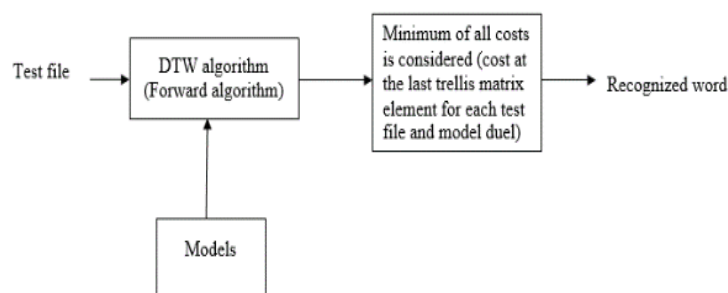 Test file
DTW algorithm
(Forward algorithm)
Minimum of all costs
is considered (cost at
the last trellis matrix
element for each test
file and model duel)
Recognized word
Models